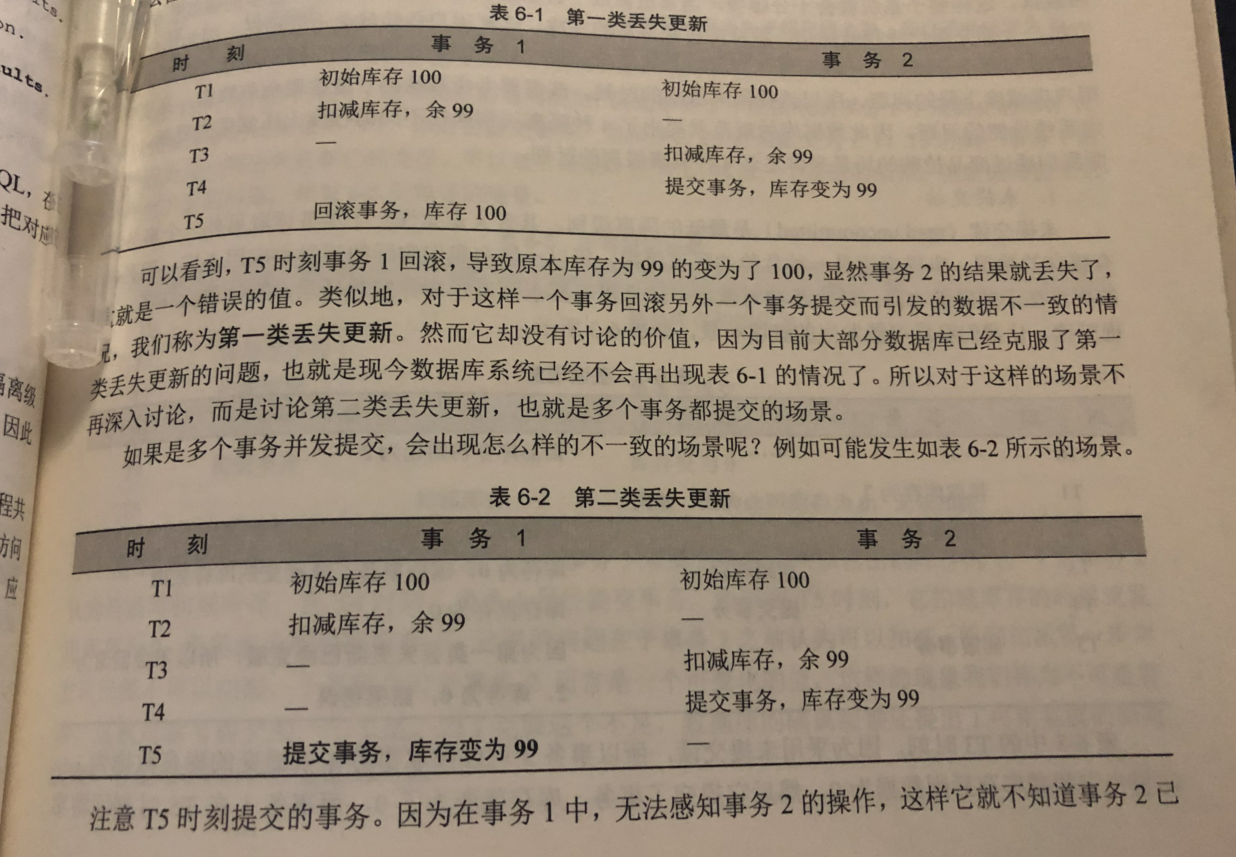 表 6-1 第一类丢失更新
时 刻 事 务 1 事 务 2
T1 初始库存 100 初始库存 100
T2 扣减库存，余 99 —
T3 — 扣减库存，余 99
T4 提交事务，库存变为 99
T5 回滚事务，库存 100
可以看到，T5 时刻事务 1 回滚，导致原本库存为 99 的变为了 100，显然事务 2 的结果就丢失了，
就是一个错误的值。类似地，对于这样一个事务回滚另外一个事务提交而引发的数据不一致的情
况，我们称为第一类丢失更新。然而它却没有讨论的价值，因为目前大部分数据库已经克服了第一
类丢失更新的问题，也就是现今数据库系统已经不会再出现表 6-1 的情况了。所以对于这样的场景不
再深入讨论，而是讨论第二类丢失更新，也就是多个事务都提交的场景。
如果是多个事务并发提交，会出现怎么样的不一致的场景呢？例如可能发生如表 6-2 所示的场景。
表 6-2 第二类丢失更新
时 刻 事 务 1 事 务 2
T1 初始库存 100 初始库存 100
T2 扣减库存，余 99 —
T3 — 扣减库存，余 99
T4 — 提交事务，库存变为 99
T5 提交事务，库存变为 99 —
注意 T5 时刻提交的事务。因为在事务 1 中，无法感知事务 2 的操作，这样它就不知道事务 2 已
ults.
QL，
把对应
离级
因此
程共
方问
应